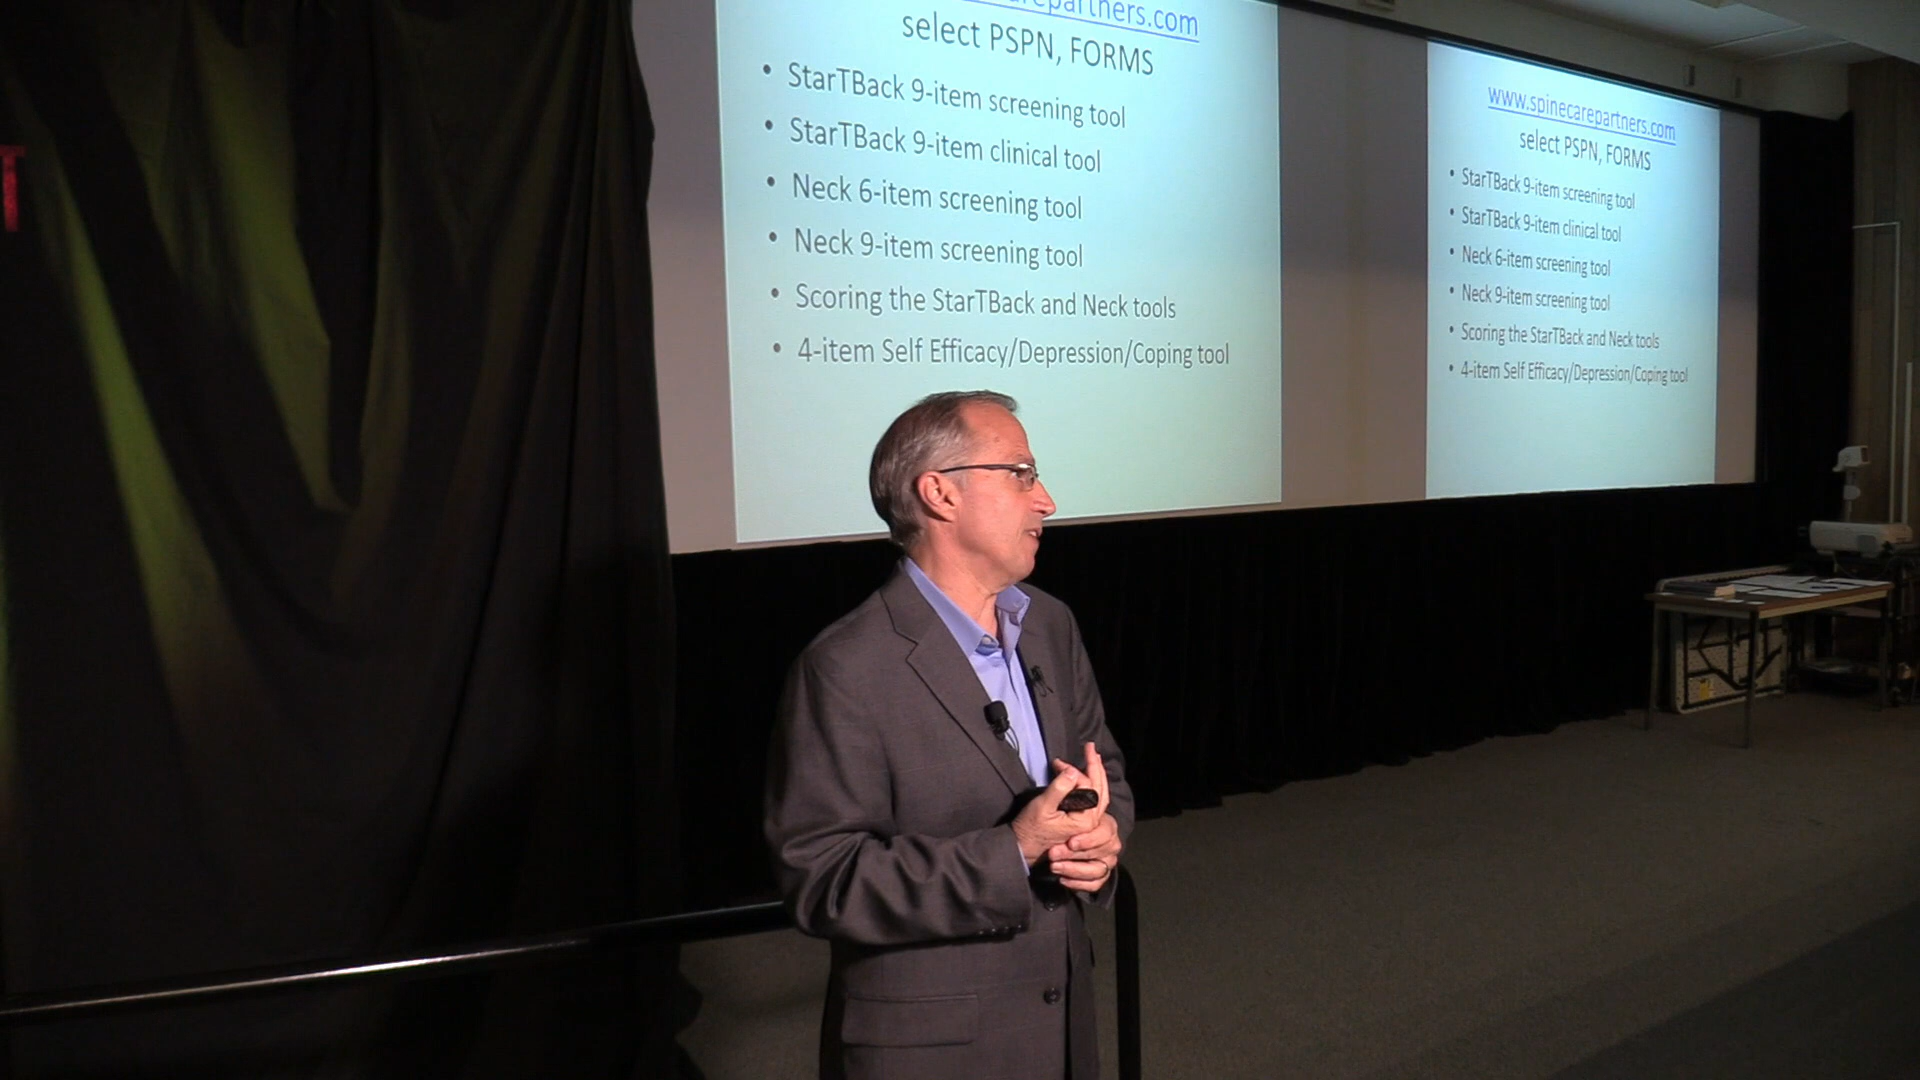 arepartners.com
select PSPN, FORMS
• StarTBack 9-item screening tool
• StarTBack 9-item clinical tool
• Neck 6-item screening tool
• Neck 9-item screening tool
• Scoring the StarTBack and Neck tools
• 4-item Self Efficacy/Depression/Coping tool
www.spinecarepartners.com
select PSPN, FORMS
• StarTBack 9-item screening tool
• StarTBack 9-item clinical tool
• Neck 6-item screening tool
• Neck 9-item screening tool
• Scoring the StarTBack and Neck tools
• 4-item Self Efficacy/Depression/Coping tool